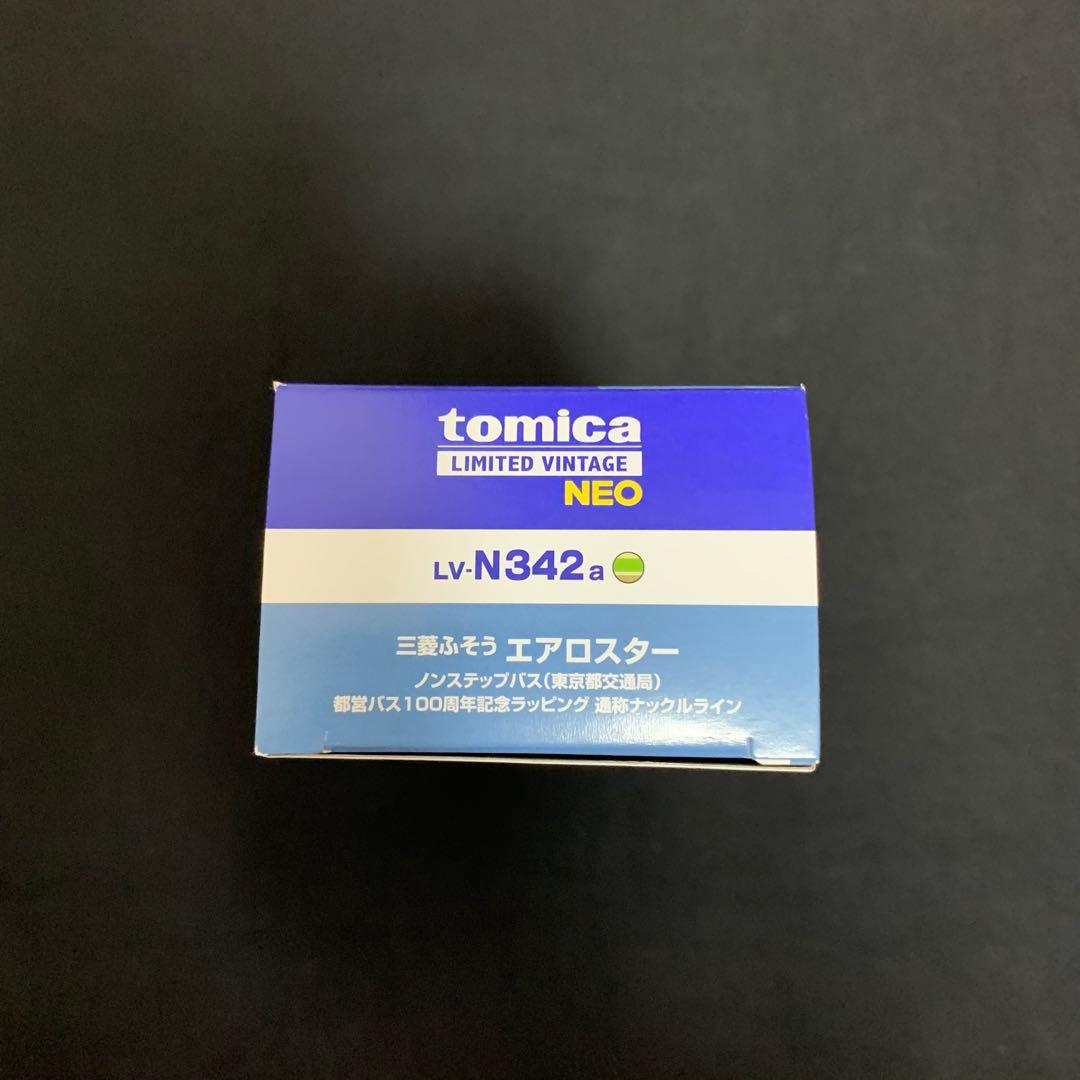 tomica
LIMITED VINTAGE
NEO
LV-N342a
三菱ふそう エアロスター
ノンステップバス(東京都交通局)
都営バス100周年記念ラッピング 通称ナックルライン